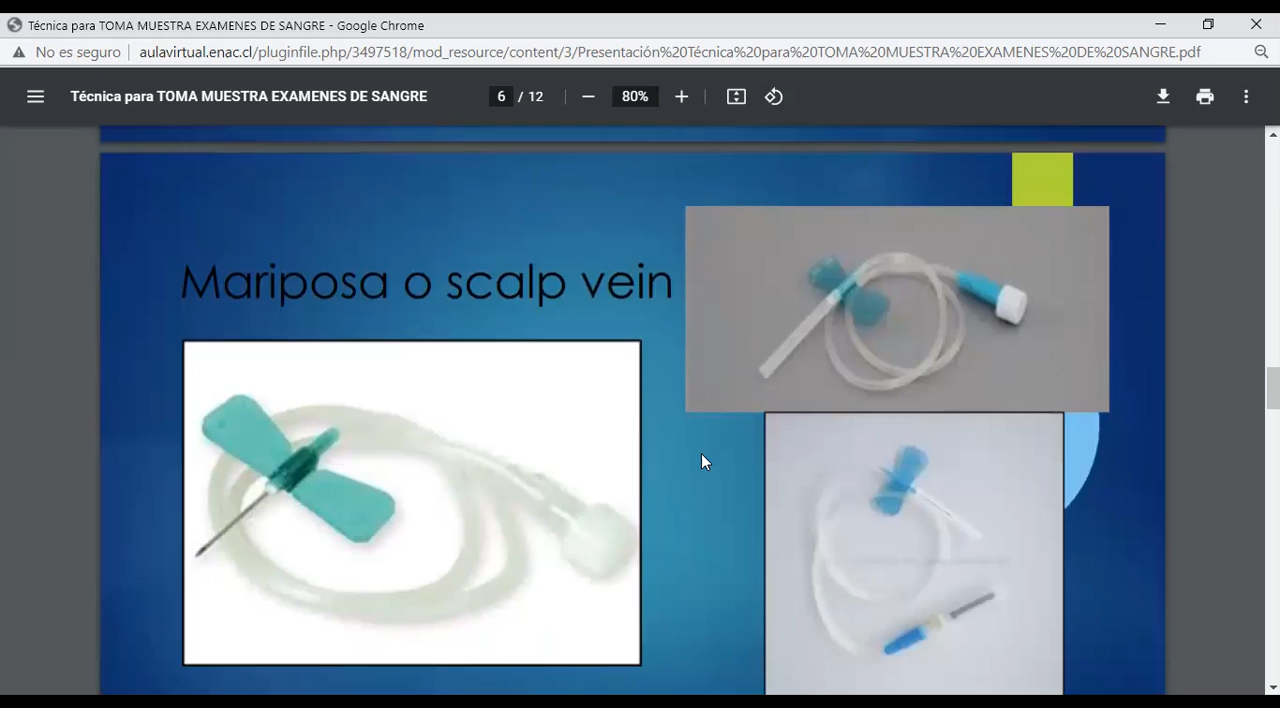 Técnica para TOMA MUESTRA EXAMENES DE SANGRE - Google Chrome
No es seguro aulavirtual.enac.cl/pluginfile.php/3497518/mod_resource/content/3/Presentación%20Técnica%20para%20TOMA%20MUESTRA%20EXAMENES%20DE%20SANGRE.pdf
Técnica para TOMA MUESTRA EXAMENES DE SANGRE 6 / 12 80%
Mariposa o scalp vein